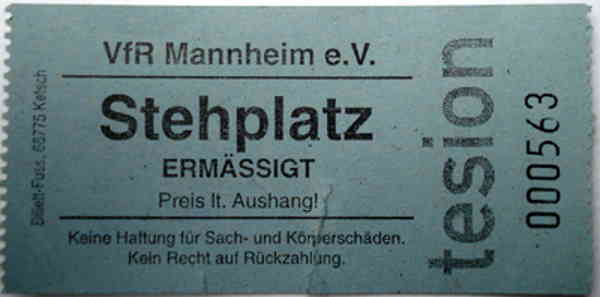 Billett-Fuss, 68775 Ketsch
VfR Mannheim e.V.
Stehplatz
ERMÄSSIGT
Preis lt. Aushang!
Keine Haftung für Sach- und Körperschäden.
Kein Recht auf Rückzahlung.
tesion
000563